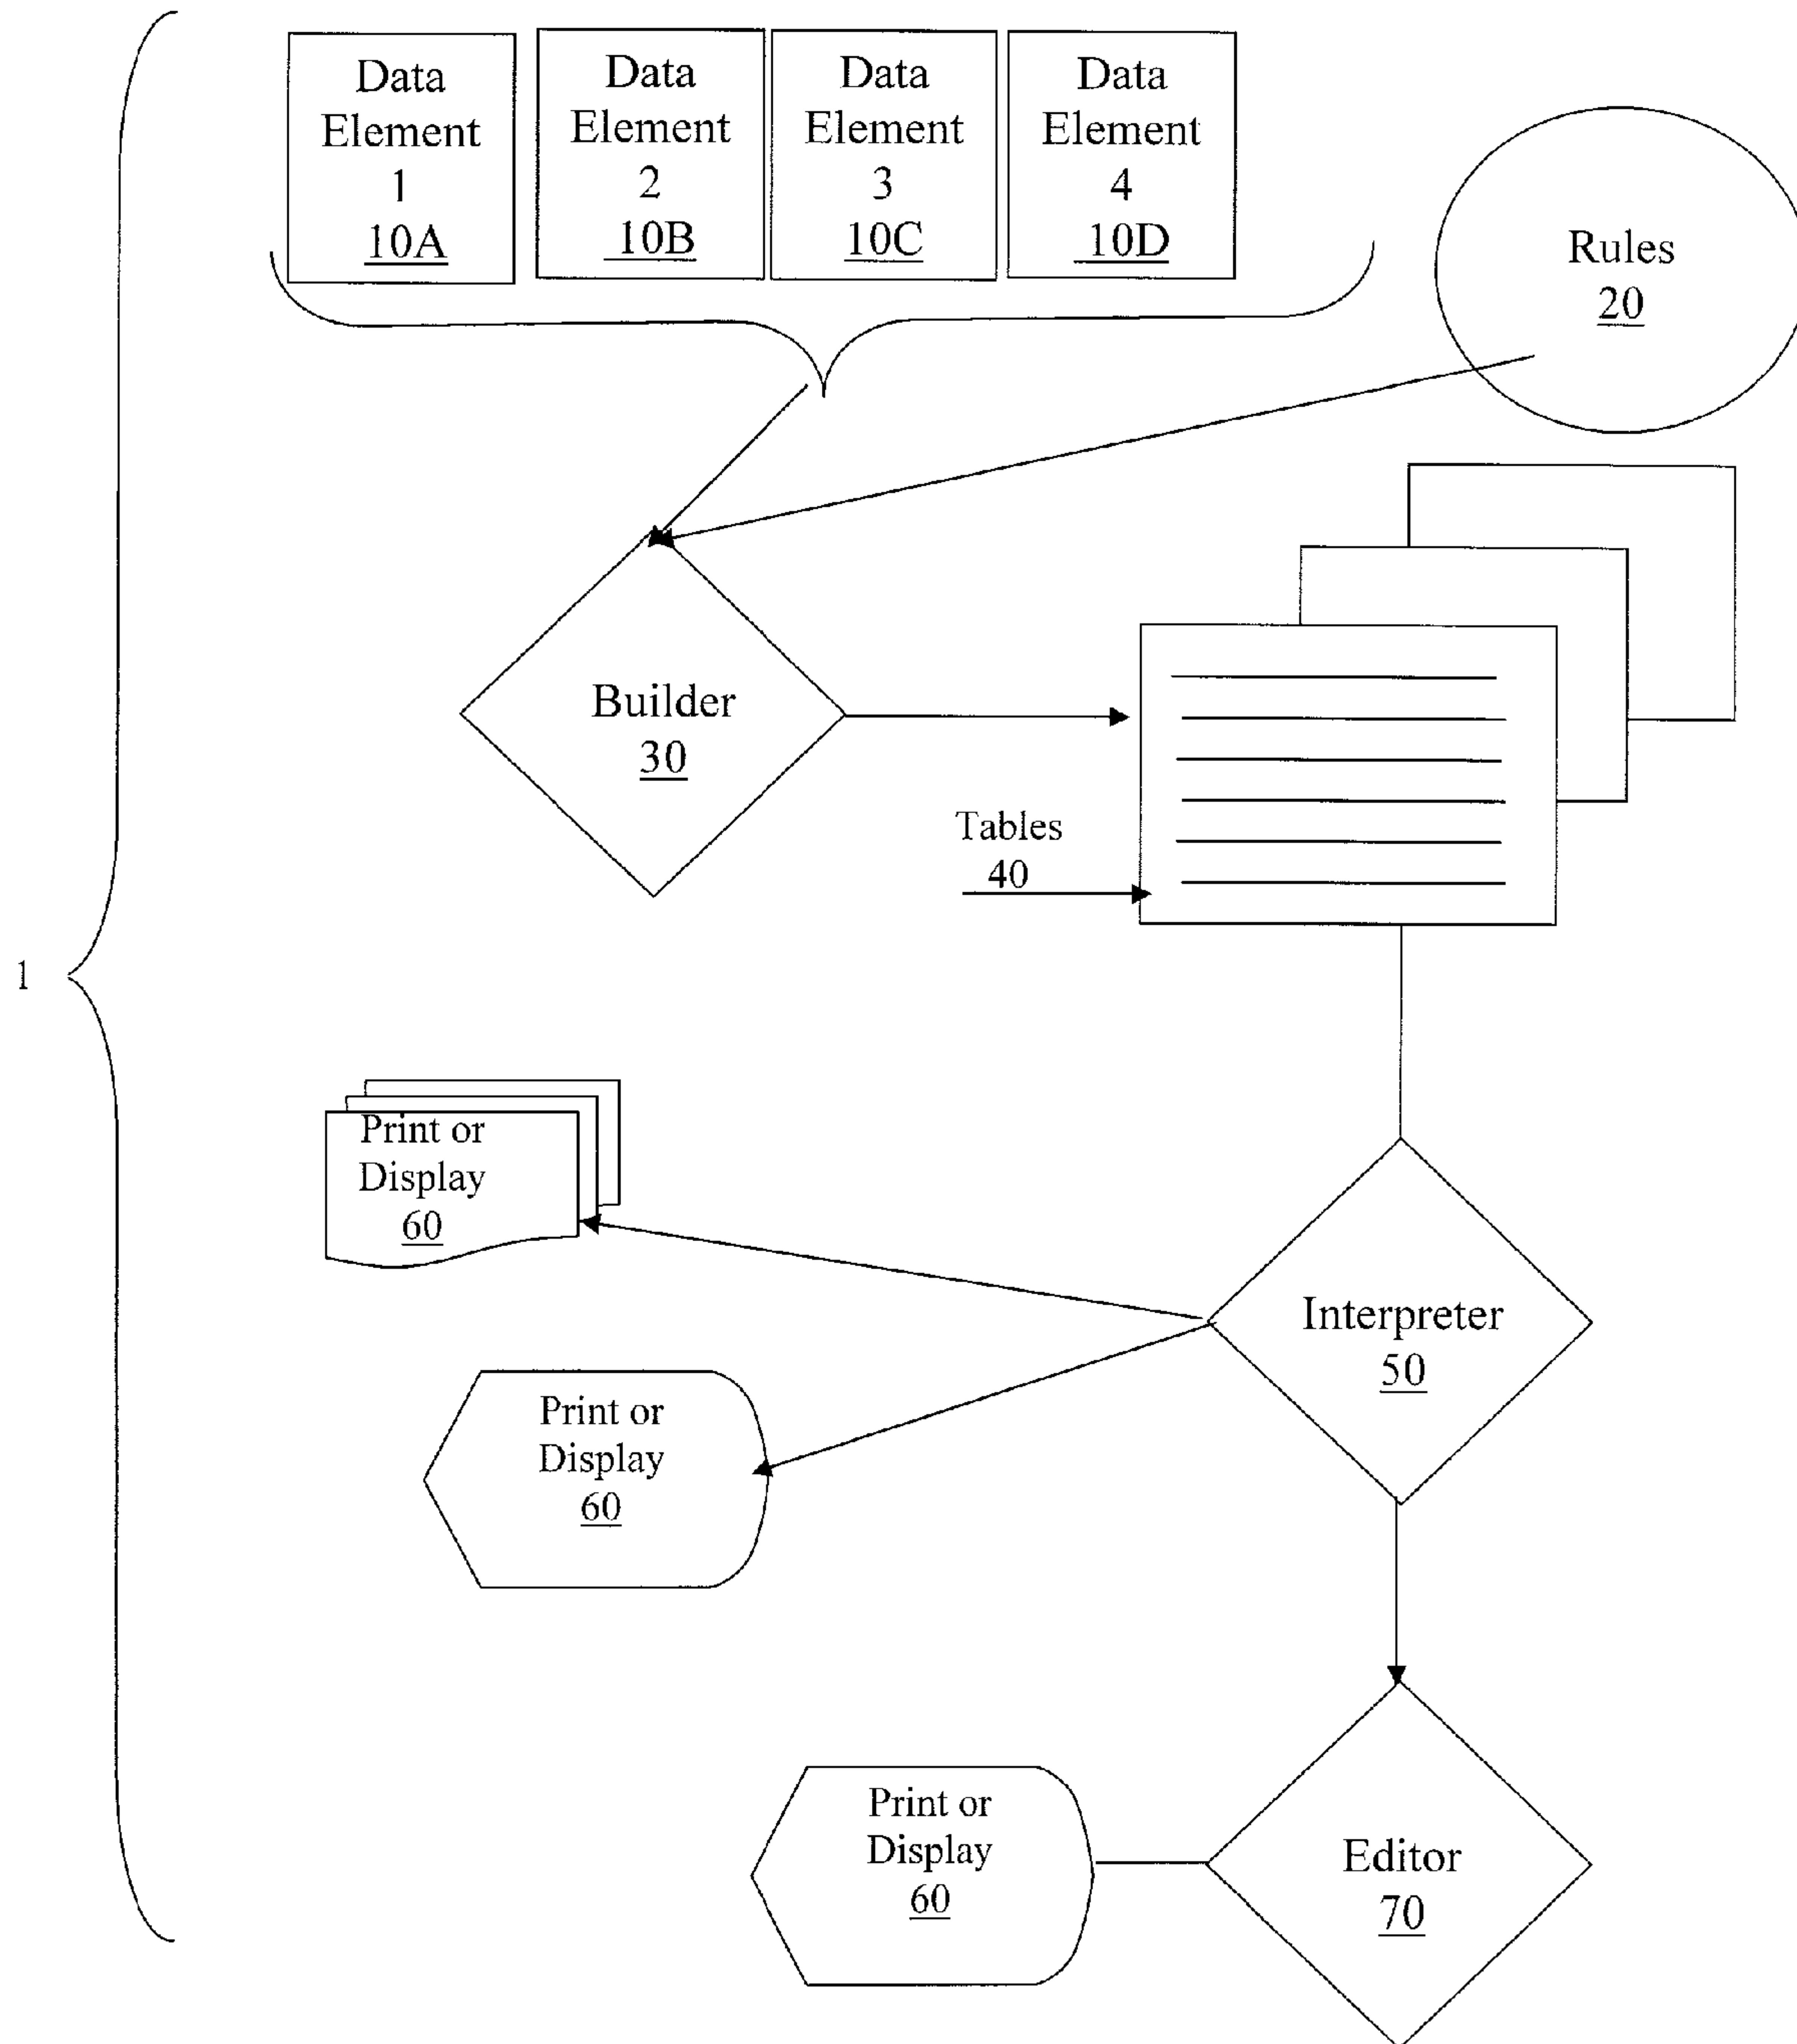 Data
Element
1
10A
Data
Element
2
10B
Data
Element
3
10C
Data
Element
4
10D
Rules
20
Builder
30
Tables
40
1
Print or
Display
60
Interpreter
50
Print or
Display
60
Print or
Display
60
Editor
70